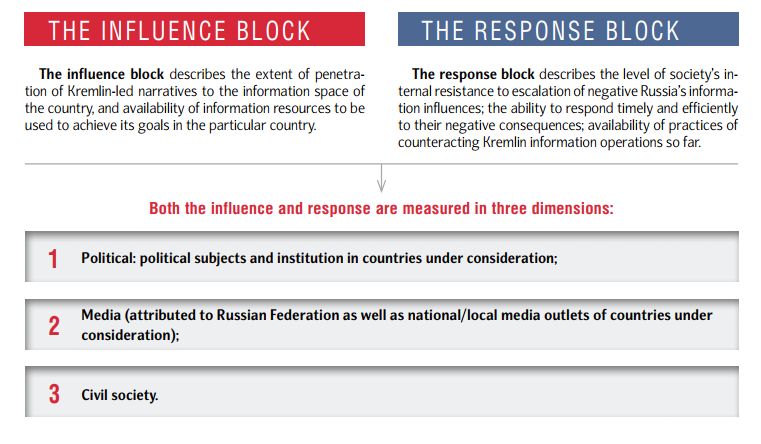 THE INFLUENCE BLOCK
The influence block describes the extent of penetra-
tion of Kremlin-led narratives to the information space of
the country, and availability of information resources to be
used to achieve its goals in the particular country.
THE RESPONSE BLOCK
The response block describes the level of society's in-
ternal resistance to escalation of negative Russia's informa-
tion influences; the ability to respond timely and efficiently
to their negative consequences; availability of practices of
counteracting Kremlin information operations so far.
Both the influence and response are measured in three dimensions:
1 Political: political subjects and institution in countries under consideration;
2 Media (attributed to Russian Federation as well as national/local media outlets of countries under
consideration);
3 Civil society.